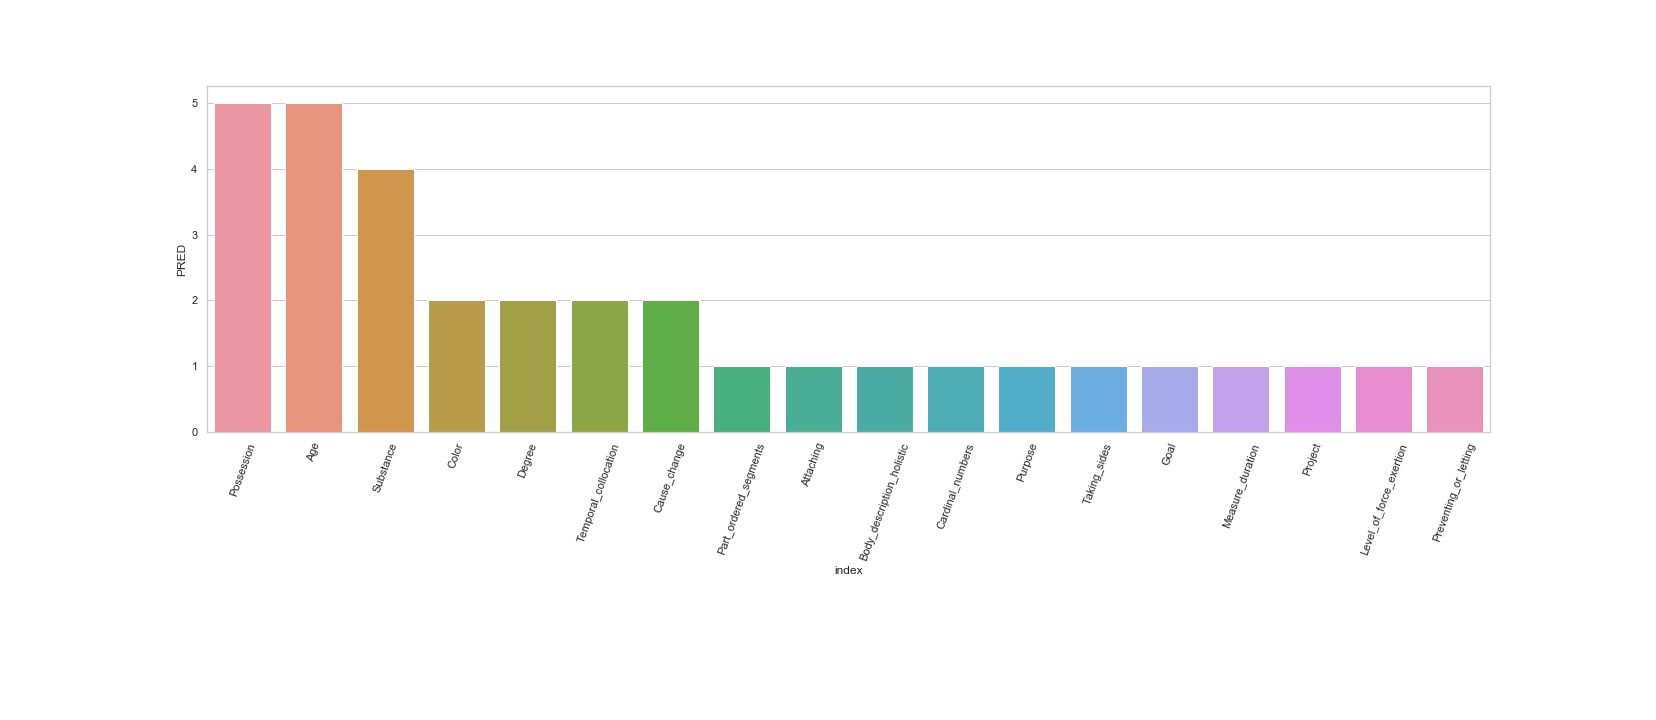 5
4
3
2
1
0
PRED
Possession
Age
Substance
Color
Degree
Temporal_collocation
Cause_change
Part_ordered_segments
Attaching
Body_description_holistic
Cardinal_numbers
Purpose
Taking_sides
Goal
Measure_duration
Project
Level_of_force_exertion
Preventing_or_letting
index